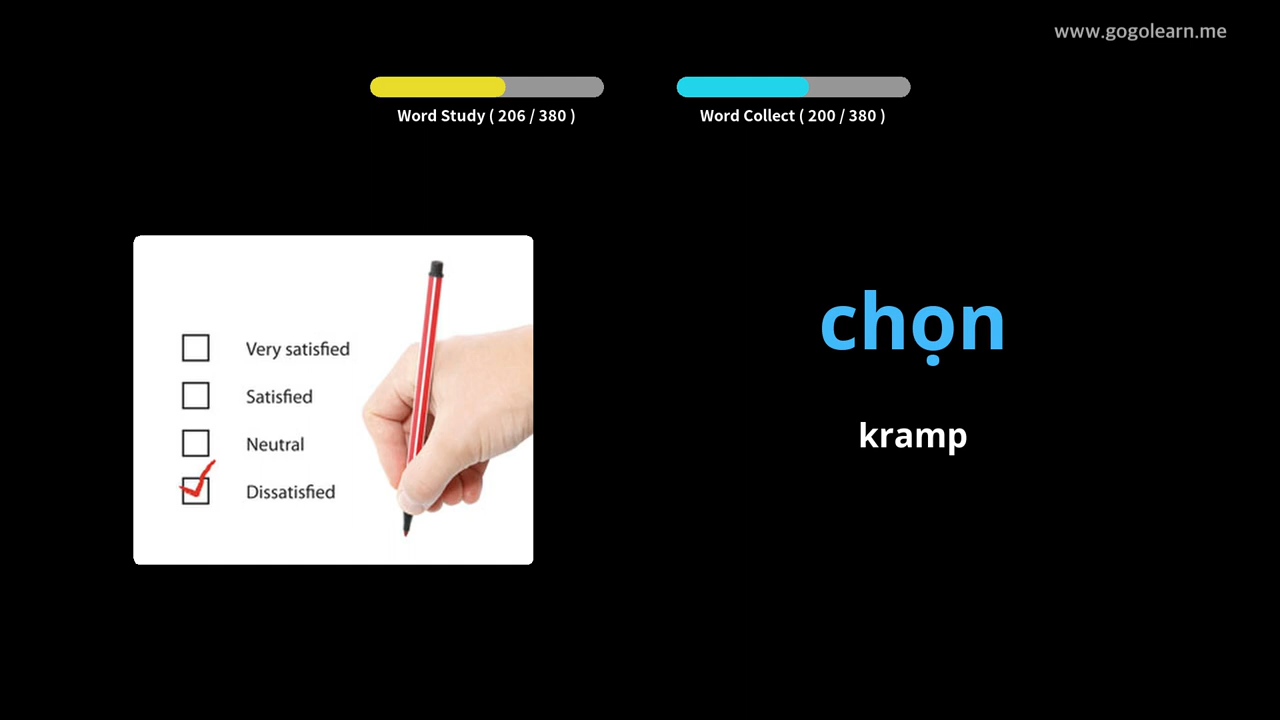 www.gogolearn.me
Word Study ( 206 / 380 )
Word Collect ( 200 / 380 )
Very satisfied
Satisfied
Neutral
Dissatisfied
chọn
kramp